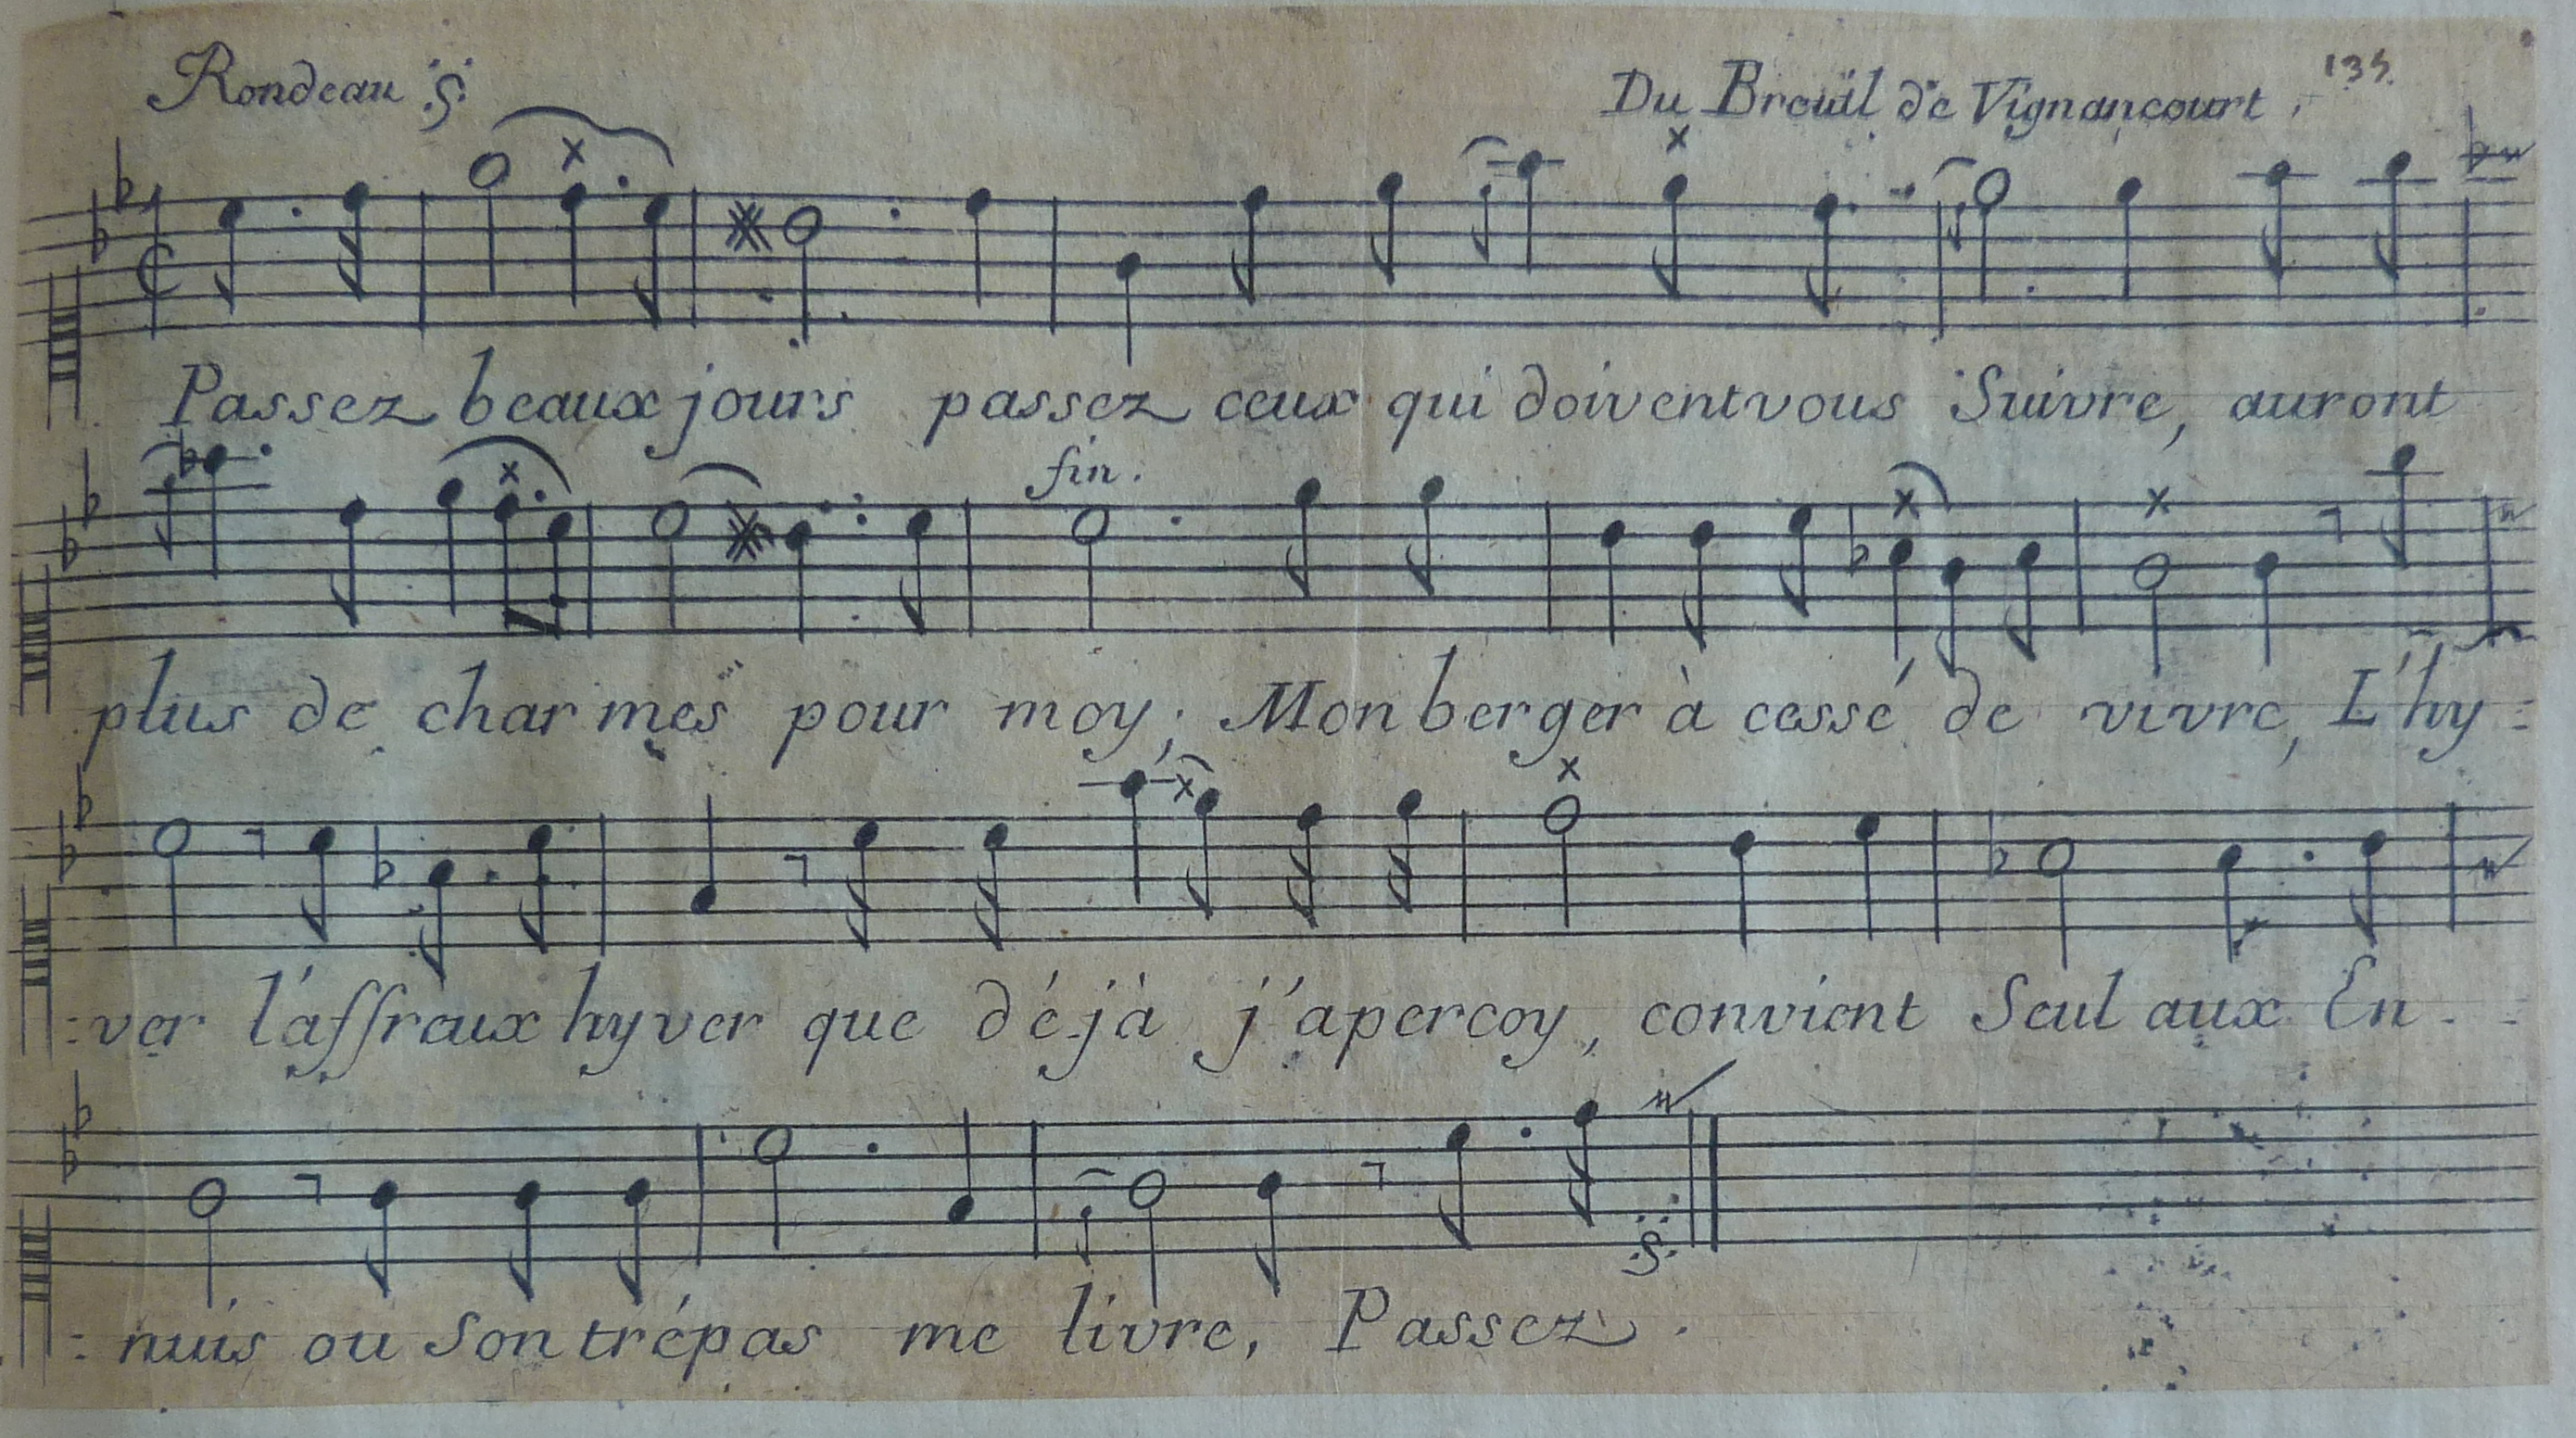 Rondeau
Du Breüil de Vignancourt. 135.
Passez beaux jours passez ceux qui doivent vous Suivre, auront
fin.
plus de charmes pour moy; Mon berger à cessé de vivre, L'hy :
: ver l'affreux hyver que déjà j'apercoy, convient Seul aux En - -
: nuis ou son trépas me livre, Passez